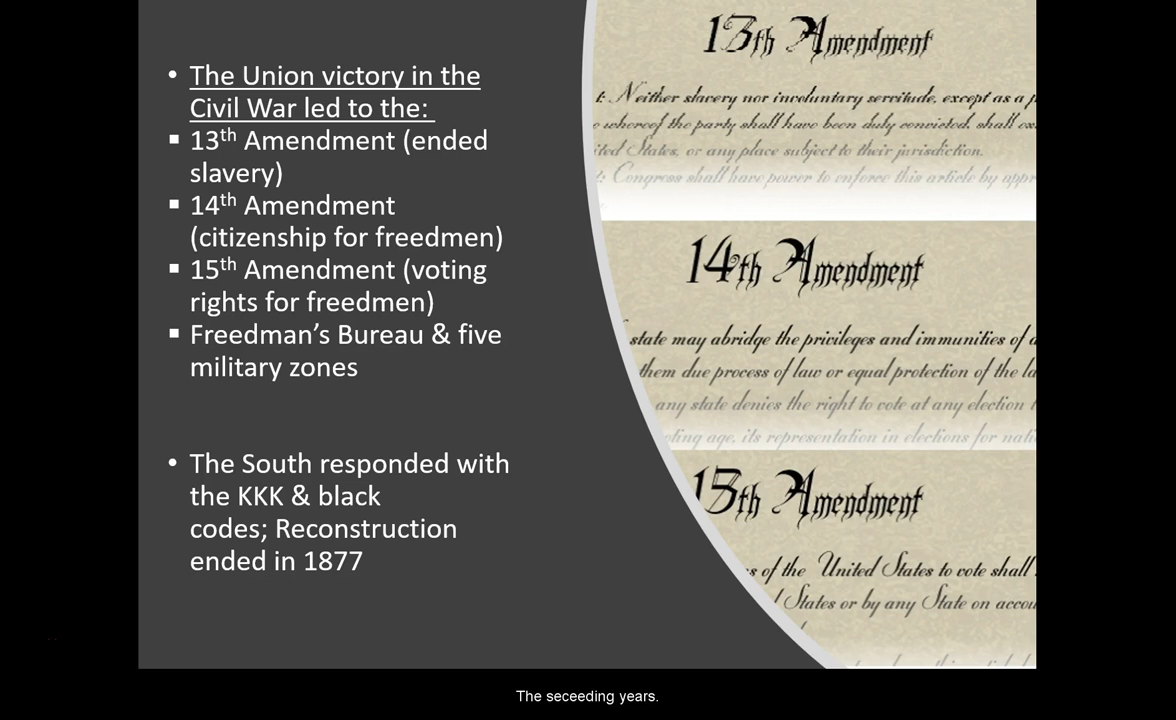 • The Union victory in the
Civil War led to the:
▪ 13th Amendment (ended
slavery)
▪ 14th Amendment
(citizenship for freedmen)
▪ 15th Amendment (voting
rights for freedmen)
▪ Freedman’s Bureau & five
military zones
• The South responded with
the KKK & black
codes; Reconstruction
ended in 1877
13th Amendment
1: Neither slavery nor involuntary servitude, except as a
whereof the party shall have been duly convicted, shall
States, or any place subject to their jurisdiction.
Congress shall have power to enforce this article by
14th Amendment
state may abridge the privileges and immunities of
them due process of law or equal protection of the
any state denies the right to vote at any election
voting age, its representation in elections for
15th Amendment
of the United States to vote shall
States or by any State on
The seceeding years.